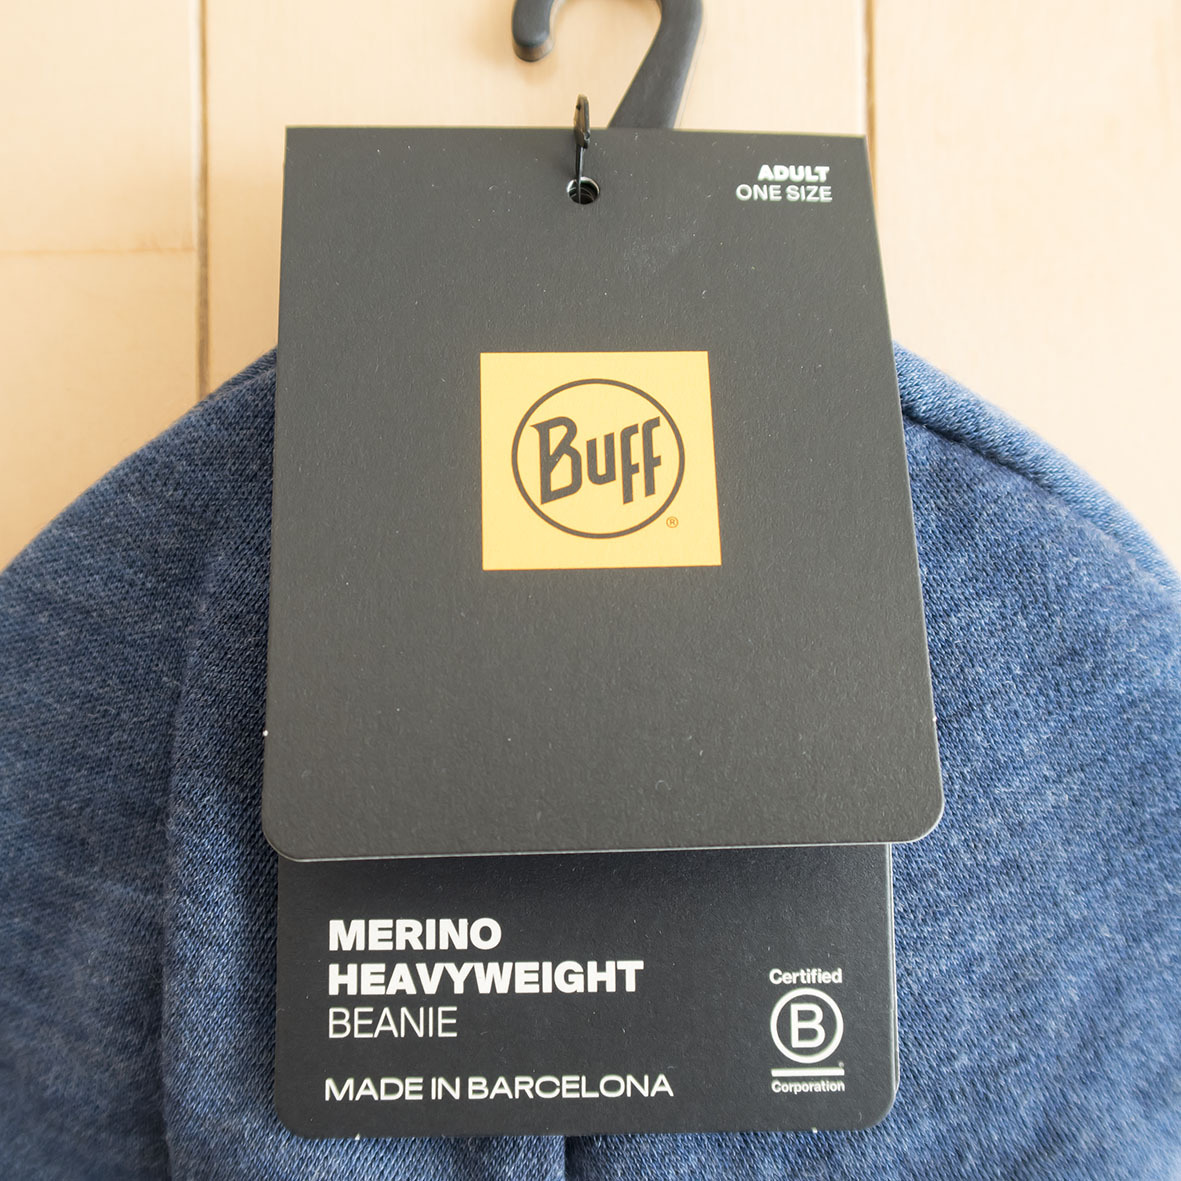 ADULT
ONE SIZE
BUFF
®
MERINO
HEAVYWEIGHT
BEANIE
MADE IN BARCELONA
Certified
B
®
Corporation